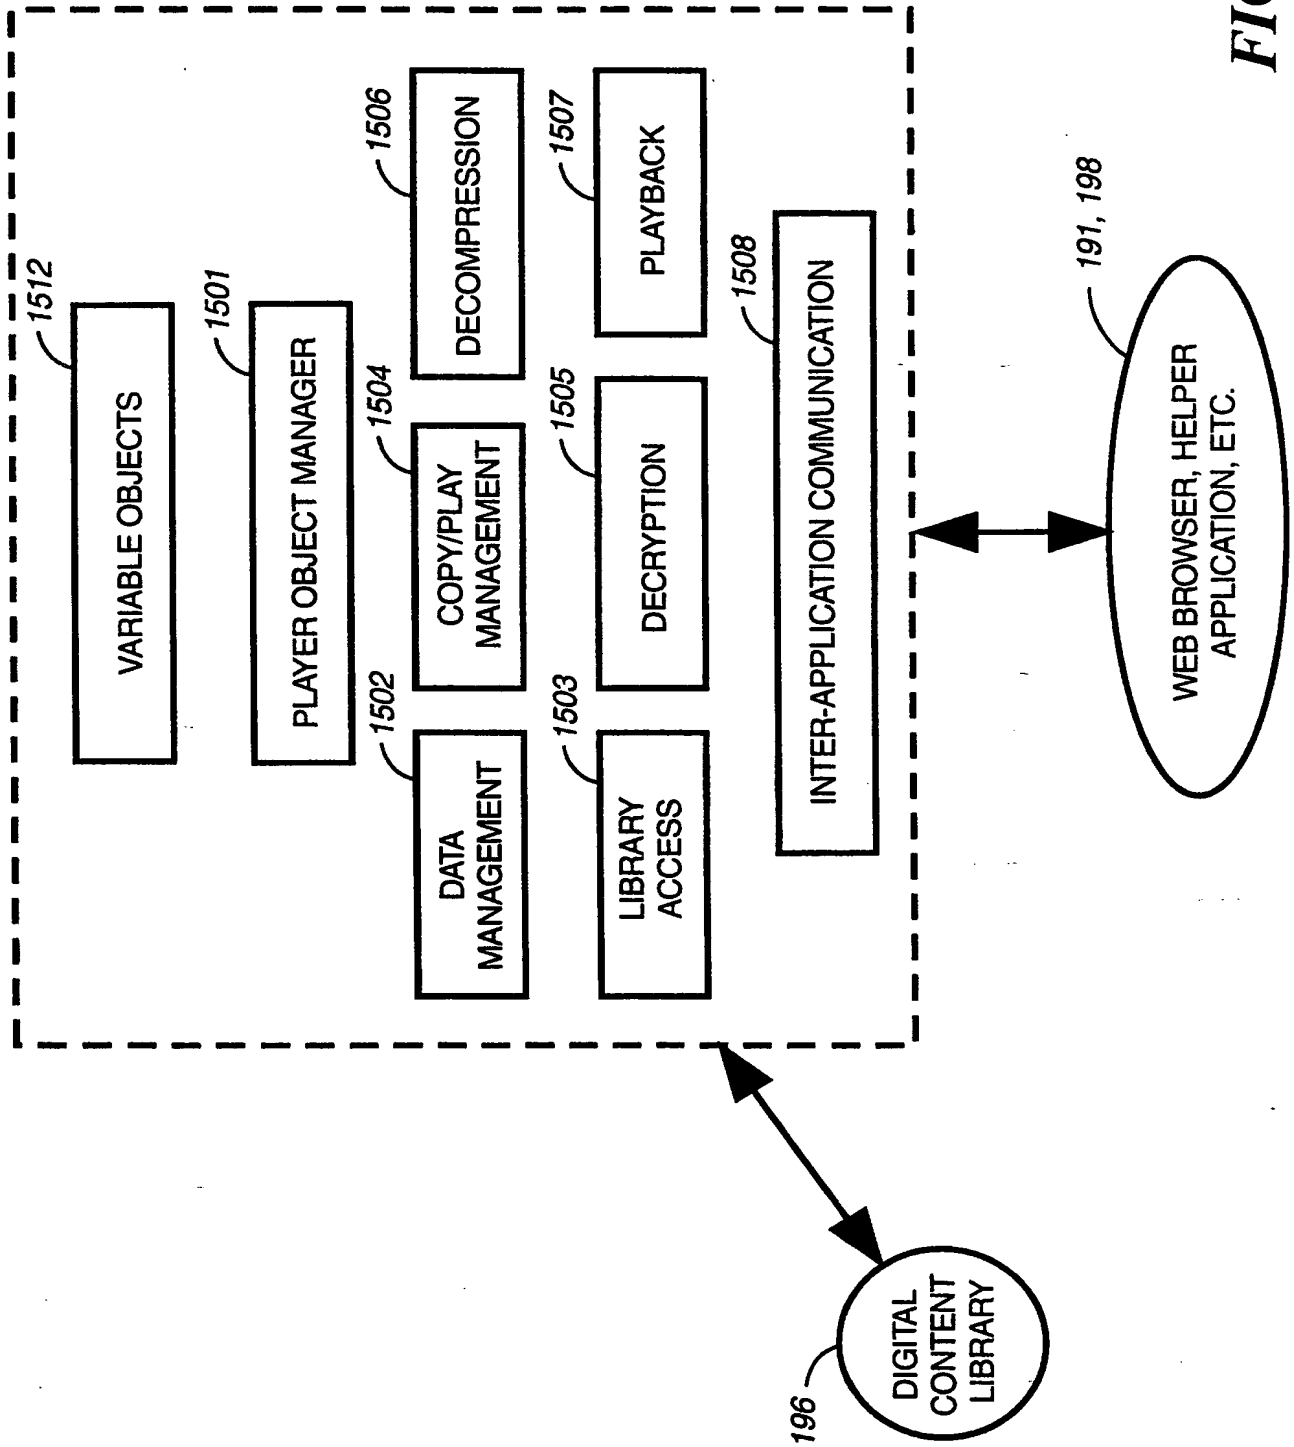 1512
VARIABLE OBJECTS
1501
PLAYER OBJECT MANAGER
1502
DATA
MANAGEMENT
1504
COPY/PLAY
MANAGEMENT
1506
DECOMPRESSION
1503
LIBRARY
ACCESS
1505
DECRYPTION
1507
PLAYBACK
1508
INTER-APPLICATION COMMUNICATION
196
DIGITAL
CONTENT
LIBRARY
191, 198
WEB BROWSER, HELPER
APPLICATION, ETC.